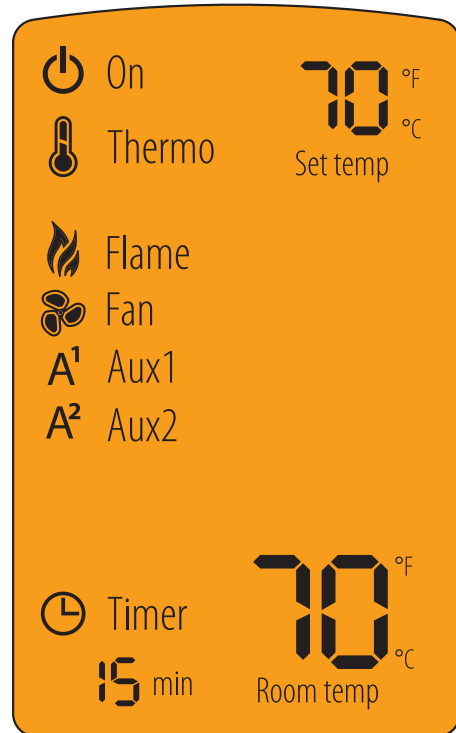 On
70 °F
°C
Thermo
Set temp
Flame
Fan
A¹ Aux1
A² Aux2
70 °F
°C
Timer
15 min
Room temp